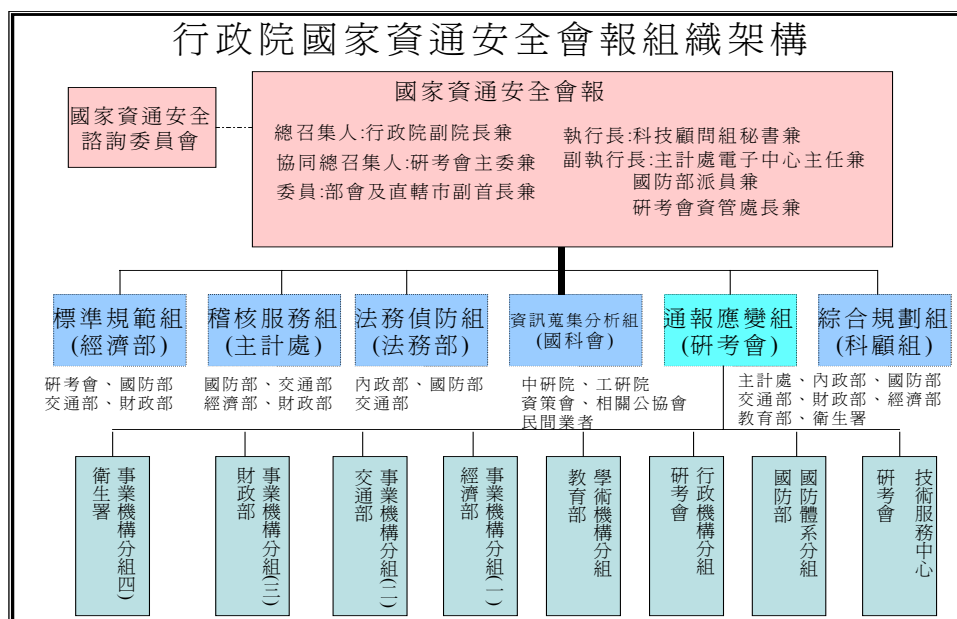 行政院國家資通安全會報組織架構
國家資通安全
諮詢委員會
國家資通安全會報
總召集人:行政院副院長兼
協同總召集人:研考會主委兼
委員:部會及直轄市副首長兼
執行長:科技顧問組秘書兼
副執行長:主計處電子中心主任兼
國防部派員兼
研考會資管處長兼
標準規範組
(經濟部)
稽核服務組
(主計處)
法務偵防組
(法務部)
資訊蒐集分析組
(國科會)
通報應變組
(研考會)
綜合規劃組
(科顧組)
研考會、國防部
交通部、財政部
國防部、交通部
經濟部、財政部
內政部、國防部
交通部
中研院、工研院
資策會、相關公協會
民間業者
主計處、內政部、國防部
交通部、財政部、經濟部
教育部、衛生署
事業機構分組四)
衛生署
事業機構分組(三)
財政部
事業機構分組(二)
交通部
事業機構分組(一)
經濟部
學術機構分組
教育部
行政機構分組
研考會
國防體系分組
國防部
技術服務中心
研考會